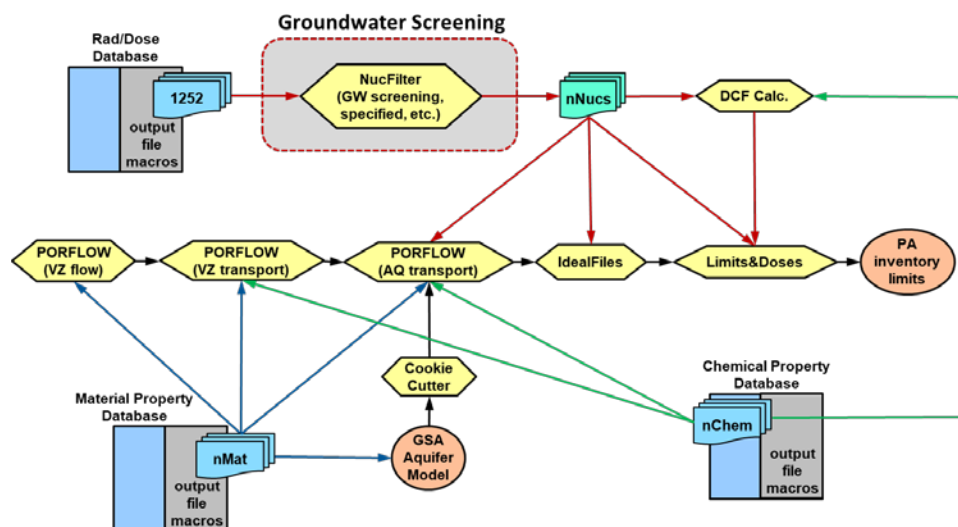 Groundwater Screening
Rad/Dose
Database
1252
output
file
macros
NucFilter
(GW screening,
specified, etc.)
nNucs
DCF Calc.
PORFLOW
(VZ flow)
PORFLOW
(VZ transport)
PORFLOW
(AQ transport)
IdealFiles
Limits&Doses
PA
inventory
limits
Cookie
Cutter
Material Property
Database
nMat
output
file
macros
GSA
Aquifer
Model
Chemical Property
Database
nChem
output
file
macros